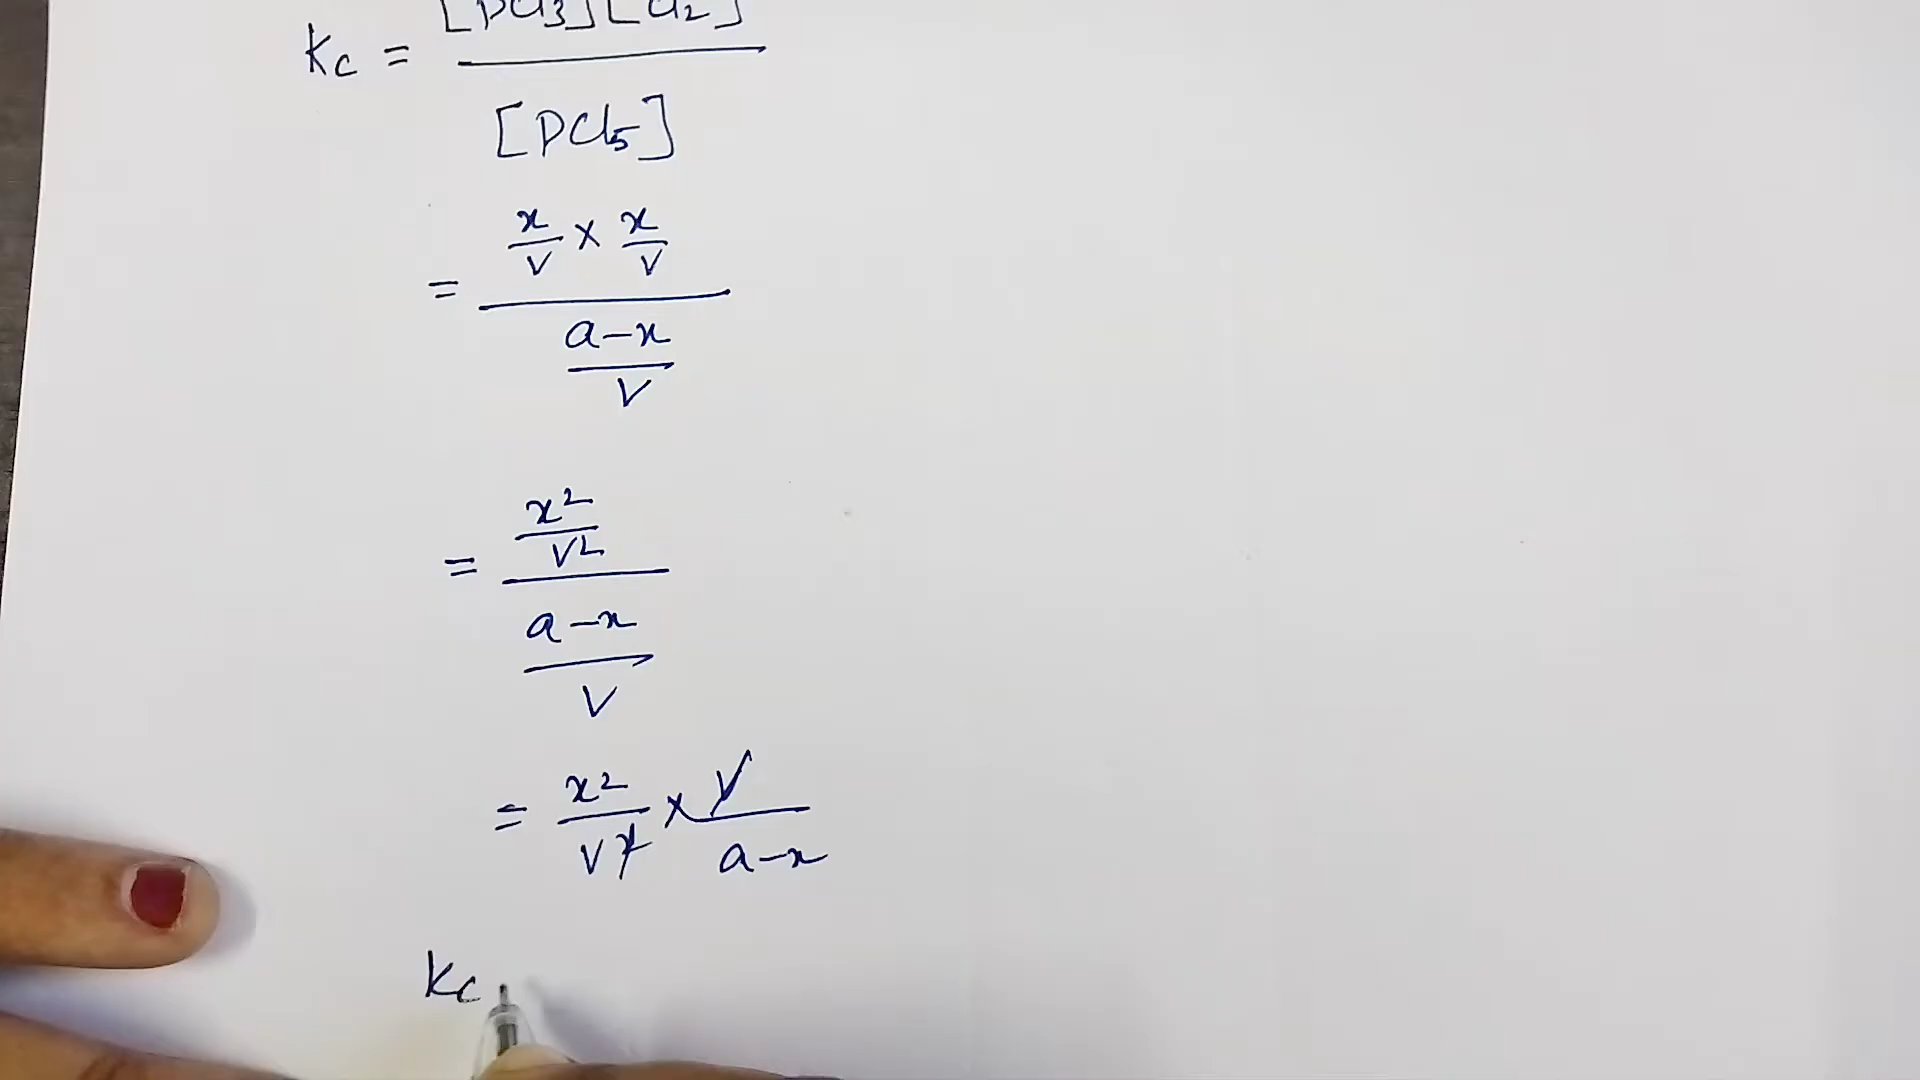 [PCl3][Cl2]
Kc = ―――
[PCl5]
= (x/V × x/V) / ((a-x)/V)
= (x²/V²) / ((a-x)/V)
= x²/V² × V/(a-x)
Kc